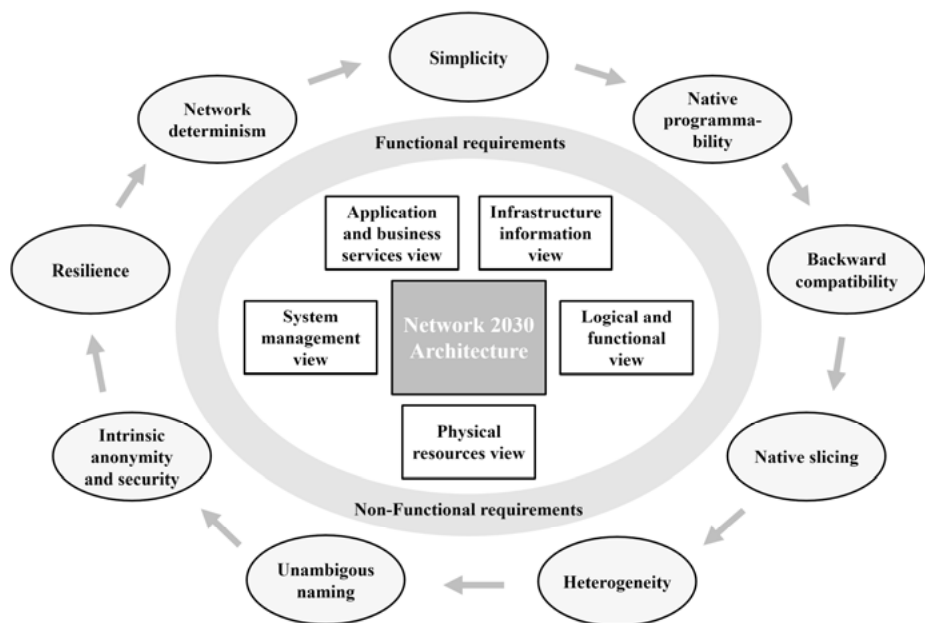 Simplicity
Network
determinism
Native
programma-
bility
Functional requirements
Application
and business
services view
Infrastructure
information
view
Resilience
Backward
compatibility
System
management
view
Network 2030
Architecture
Logical and
functional
view
Physical
resources view
Intrinsic
anonymity
and security
Native slicing
Non-Functional requirements
Unambigous
naming
Heterogeneity